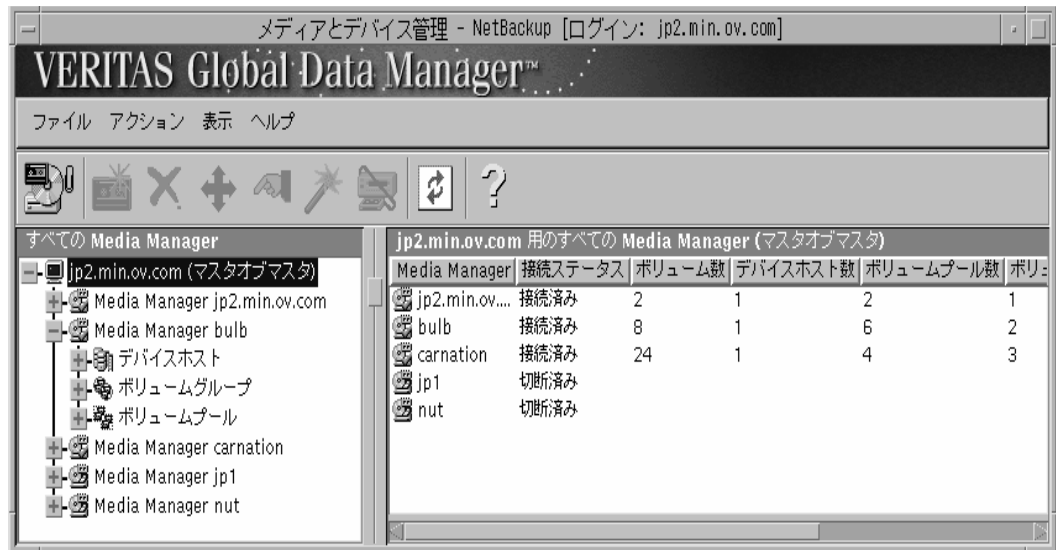 メディアとデバイス管理 - NetBackup [ログイン: jp2.min.ov.com]
VERITAS Global Data Manager™
ファイル アクション 表示 ヘルプ
すべての Media Manager
jp2.min.ov.com (マスタオブマスタ)
Media Manager jp2.min.ov.com
Media Manager bulb
デバイスホスト
ボリュームグループ
ボリュームプール
Media Manager carnation
Media Manager jp1
Media Manager nut
jp2.min.ov.com 用のすべての Media Manager (マスタオブマスタ)
Media Manager 接続ステータス ボリューム数 デバイスホスト数 ボリュームプール数 ボリュ
jp2.min.ov.... 接続済み 2 1 2 1
bulb 接続済み 8 1 6 2
carnation 接続済み 24 1 4 3
jp1 切断済み
nut 切断済み